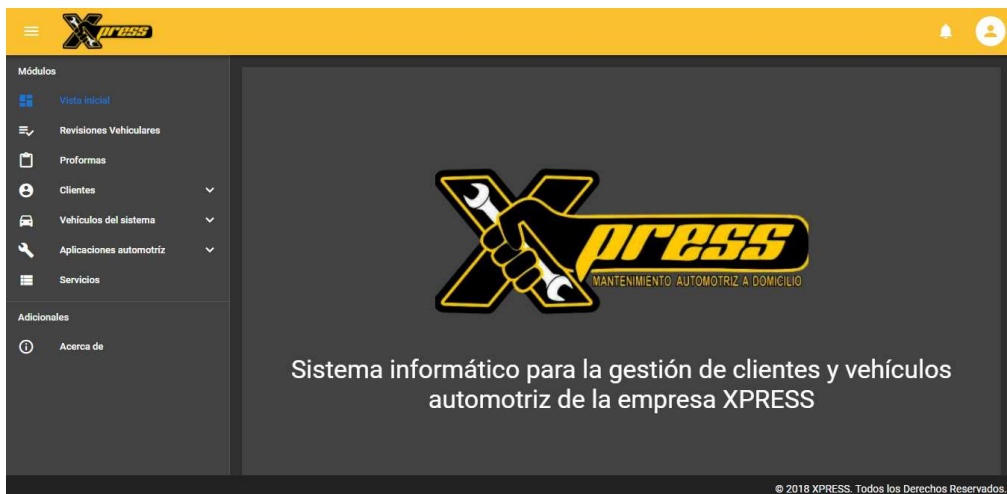 Xpress
Módulos
Vista inicial
Revisiones Vehiculares
Proformas
Clientes
Vehículos del sistema
Aplicaciones automotríz
Servicios
Adicionales
Acerca de
Xpress
MANTENIMIENTO AUTOMOTRIZ A DOMICILIO
Sistema informático para la gestión de clientes y vehículos
automotriz de la empresa XPRESS
© 2018 XPRESS. Todos los Derechos Reservados.